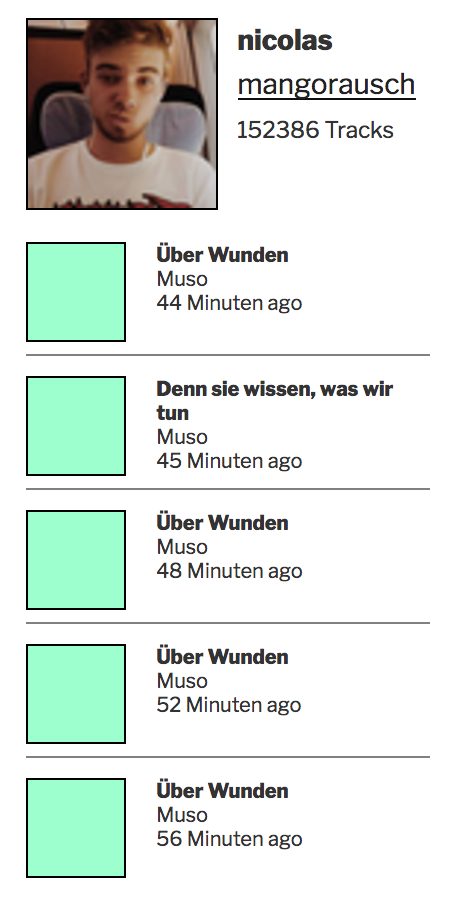 nicolas
mangorausch
152386 Tracks
Über Wunden
Muso
44 Minuten ago
Denn sie wissen, was wir
tun
Muso
45 Minuten ago
Über Wunden
Muso
48 Minuten ago
Über Wunden
Muso
52 Minuten ago
Über Wunden
Muso
56 Minuten ago